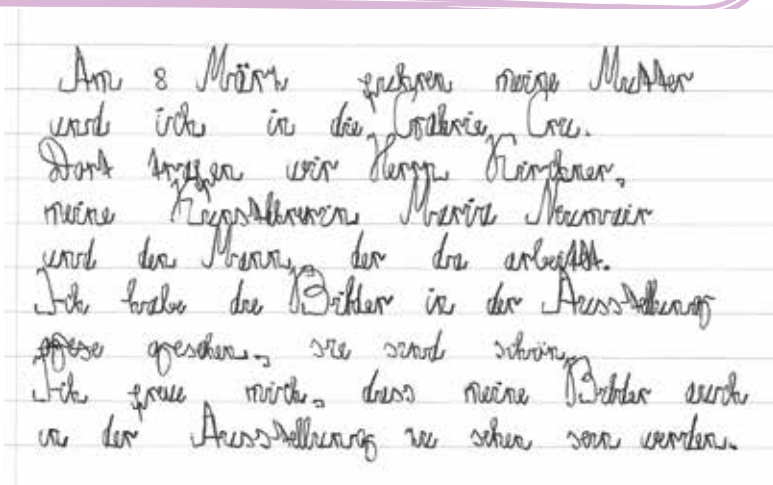 Am 8 März fuhren meine Mutter
und ich in die Galerie Cru.
Dort trafen wir Herrn Kirchner,
meine Kunstlehrerin Maria Neumair
und den Mann, der da arbeitet.
Ich habe die Bilder in der Ausstellung
gesehen, sie sind schön.
Ich freue mich, dass meine Bilder auch
in der Ausstellung zu sehen sein werden.